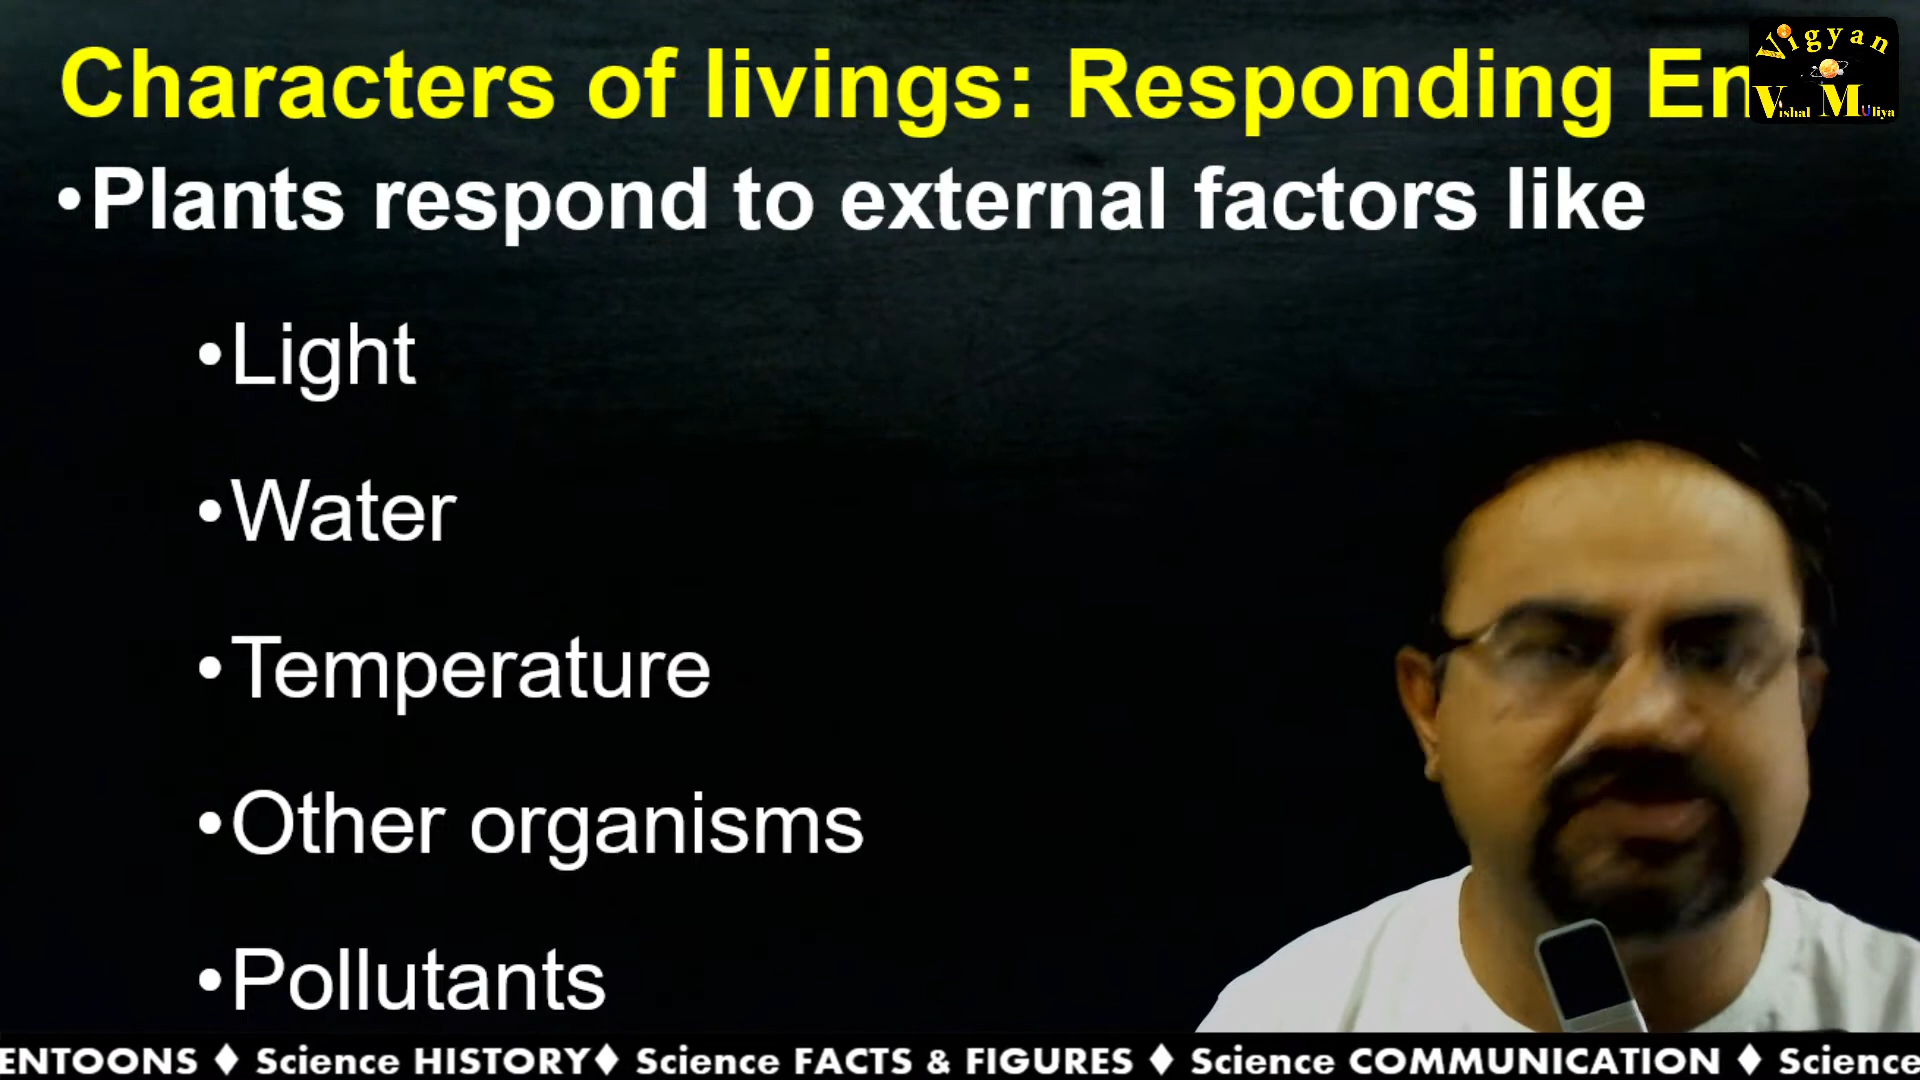 Characters of livings: Responding En
Vigyan
Vishal Muliya
•Plants respond to external factors like
•Light
•Water
•Temperature
•Other organisms
•Pollutants
ENTOONS ♦ Science HISTORY♦ Science FACTS & FIGURES ♦ Science COMMUNICATION ♦ Science